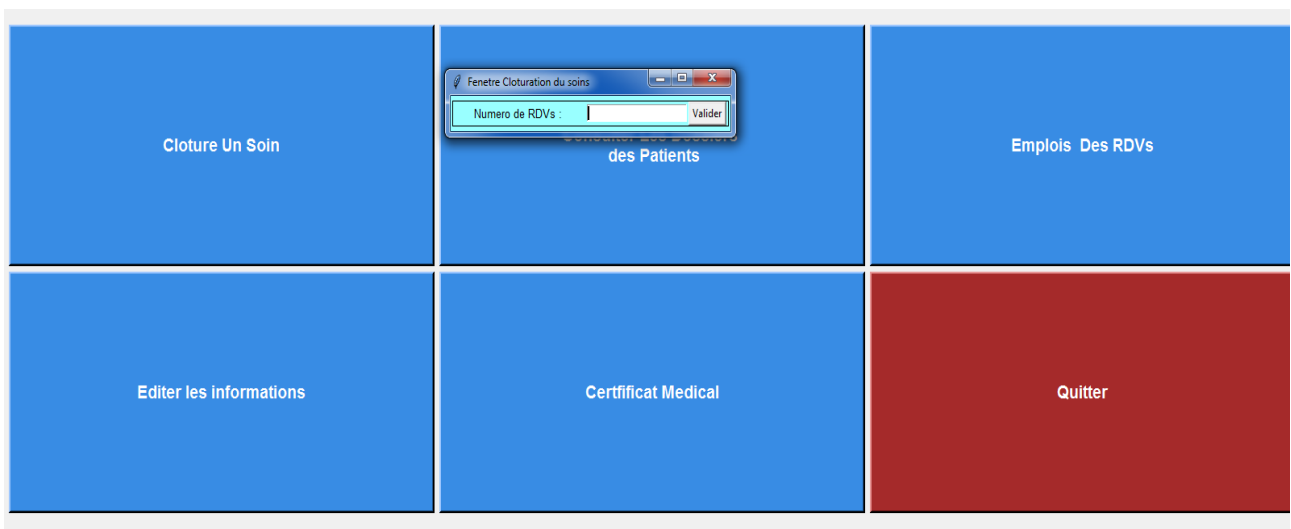 Fenetre Cloturation du soins
Numero de RDVs :
Valider
Cloture Un Soin
des Patients
Emplois Des RDVs
Editer les informations
Certfificat Medical
Quitter